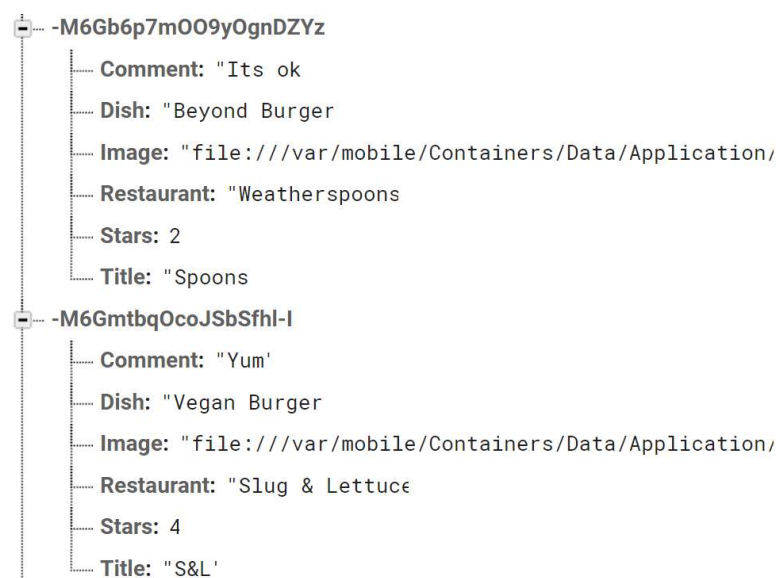 -M6Gb6p7mOO9yOgnDZYz
Comment: "Its ok
Dish: "Beyond Burger
Image: "file:///var/mobile/Containers/Data/Application/
Restaurant: "Weatherspoons
Stars: 2
Title: "Spoons
-M6GmtbqOcoJSbSfhl-I
Comment: "Yum'
Dish: "Vegan Burger
Image: "file:///var/mobile/Containers/Data/Application/
Restaurant: "Slug & Lettuce
Stars: 4
Title: "S&L'